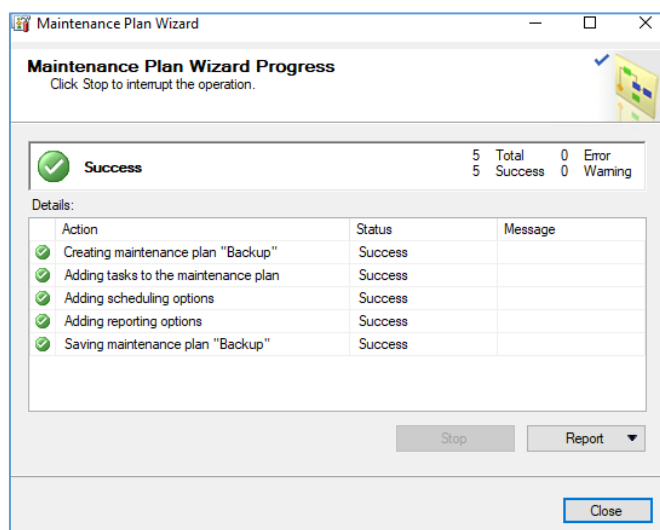 Maintenance Plan Wizard
Maintenance Plan Wizard Progress
Click Stop to interrupt the operation.
Success 5 Total 0 Error
5 Success 0 Warning
Details:
Action Status Message
Creating maintenance plan "Backup" Success
Adding tasks to the maintenance plan Success
Adding scheduling options Success
Adding reporting options Success
Saving maintenance plan "Backup" Success
Stop Report
Close